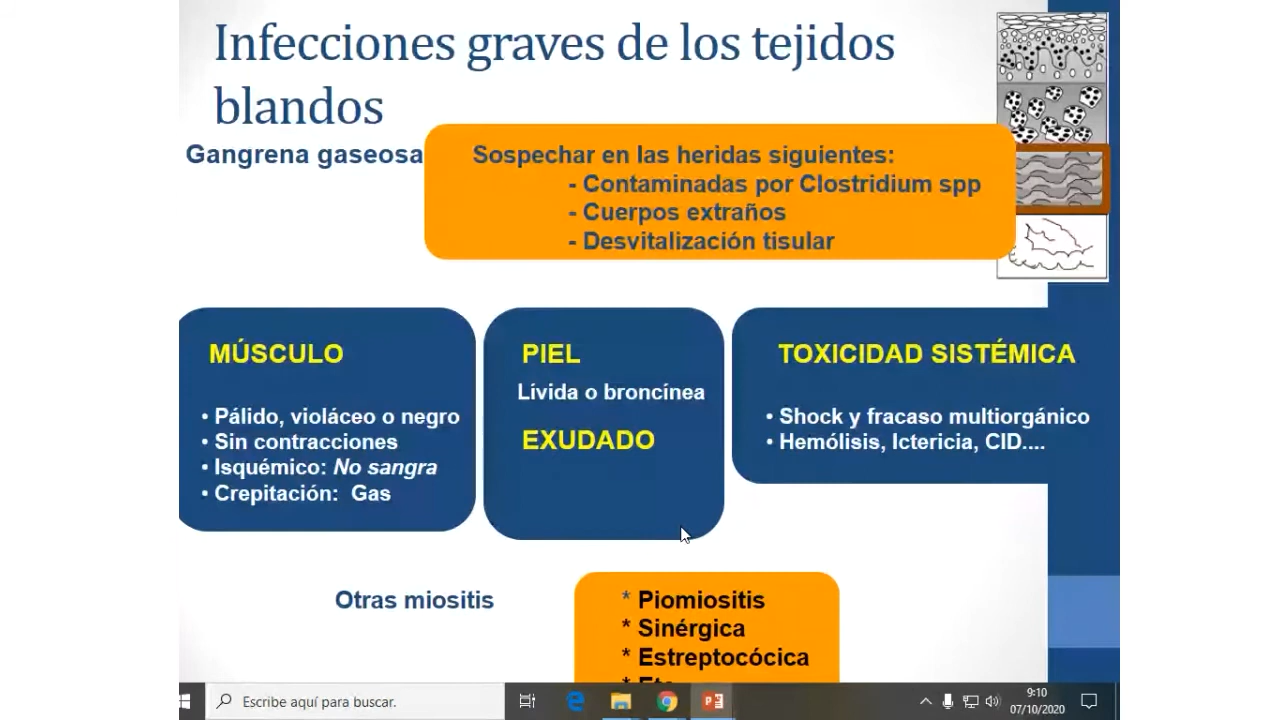 Infecciones graves de los tejidos
blandos
Gangrena gaseosa
Sospechar en las heridas siguientes:
- Contaminadas por Clostridium spp
- Cuerpos extraños
- Desvitalización tisular
MÚSCULO
• Pálido, violáceo o negro
• Sin contracciones
• Isquémico: No sangra
• Crepitación: Gas
PIEL
Lívida o broncínea
EXUDADO
TOXICIDAD SISTÉMICA
• Shock y fracaso multiorgánico
• Hemólisis, Ictericia, CID....
Otras miositis
* Piomiositis
* Sinérgica
* Estreptocócica
* Etc
Escribe aquí para buscar.
9:10
07/10/2020